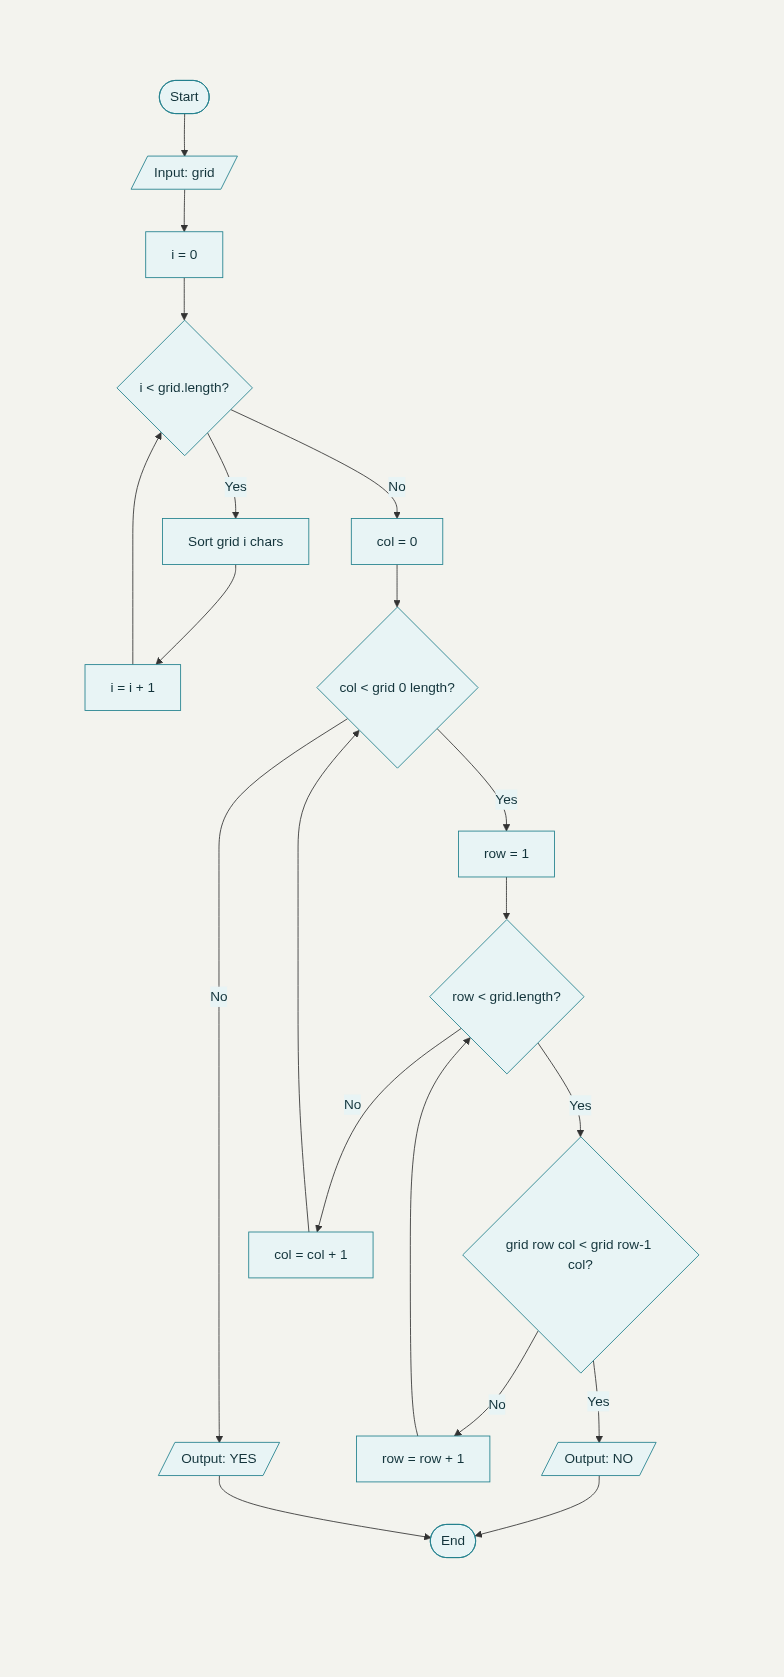 Start
Input: grid
i = 0
i < grid.length?
Yes
No
Sort grid i chars
col = 0
i = i + 1
col < grid 0 length?
Yes
row = 1
No
row < grid.length?
No
Yes
grid row col < grid row-1
col?
col = col + 1
No
Yes
Output: YES
row = row + 1
Output: NO
End